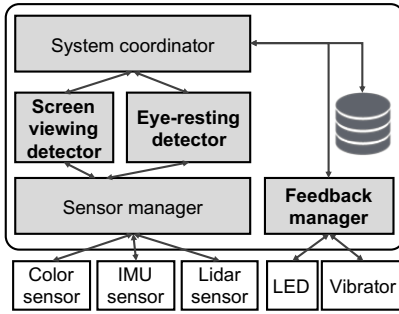 System coordinator
Screen
viewing
detector
Eye-resting
detector
Sensor manager
Feedback
manager
Color
sensor
IMU
sensor
Lidar
sensor
LED
Vibrator